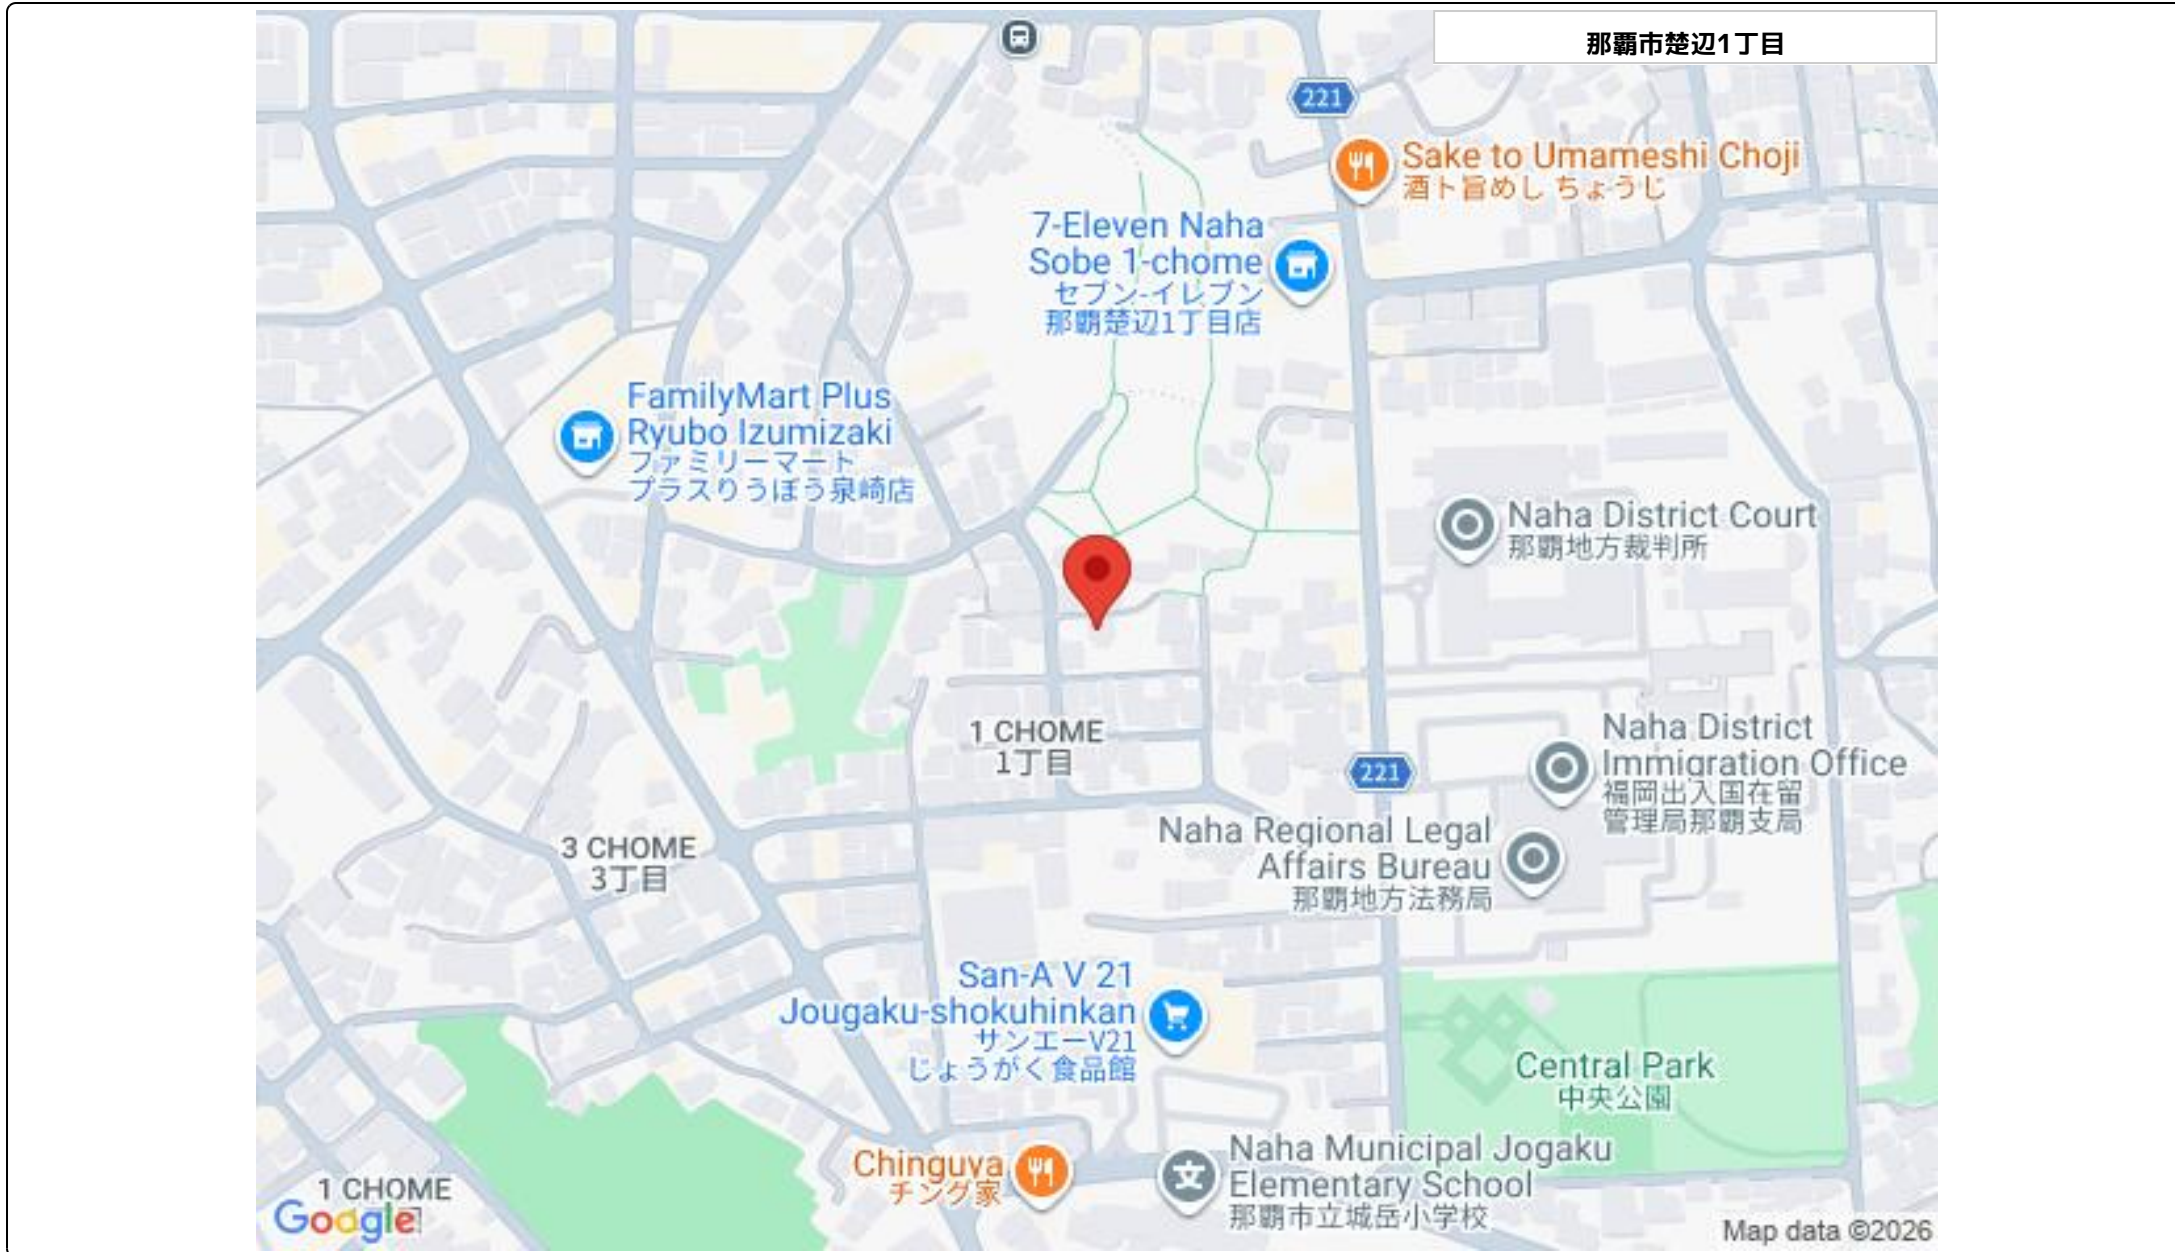 那覇市楚辺1丁目
221
Sake to Umameshi Choji
酒ト旨めし ちょうじ
7-Eleven Naha
Sobe 1-chome
セブン-イレブン
那覇楚辺1丁目店
FamilyMart Plus
Ryubo Izumizaki
ファミリーマート
プラスりうぼう泉崎店
Naha District Court
那覇地方裁判所
1 CHOME
1丁目
Naha District
Immigration Office
福岡出入国在留
管理局那覇支局
221
Naha Regional Legal
Affairs Bureau
那覇地方法務局
3 CHOME
3丁目
San-A V 21
Jougaku-shokuhinkan
サンエーV21
じょうがく食品館
Central Park
中央公園
Chinguya
チング家
文
Naha Municipal Jogaku
Elementary School
那覇市立城岳小学校
1 CHOME
Google
Map data ©2026